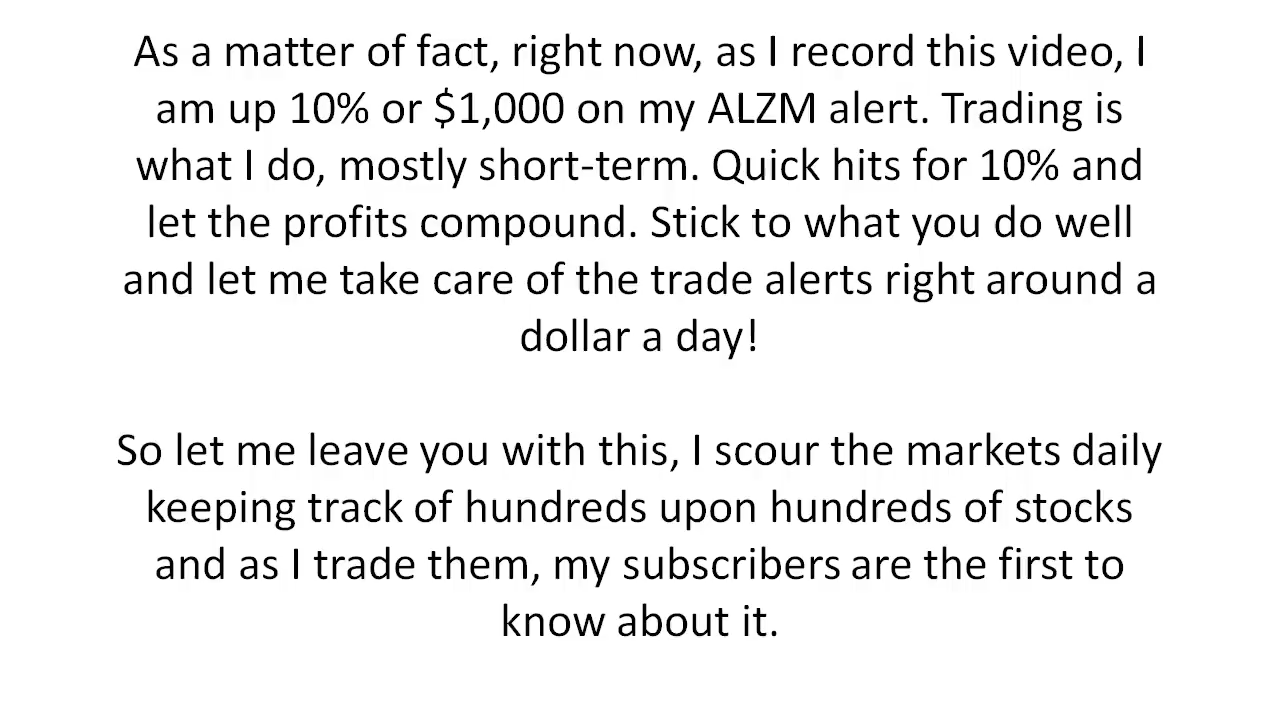 As a matter of fact, right now, as I record this video, I
am up 10% or $1,000 on my ALZM alert. Trading is
what I do, mostly short-term. Quick hits for 10% and
let the profits compound. Stick to what you do well
and let me take care of the trade alerts right around a
dollar a day!
So let me leave you with this, I scour the markets daily
keeping track of hundreds upon hundreds of stocks
and as I trade them, my subscribers are the first to
know about it.